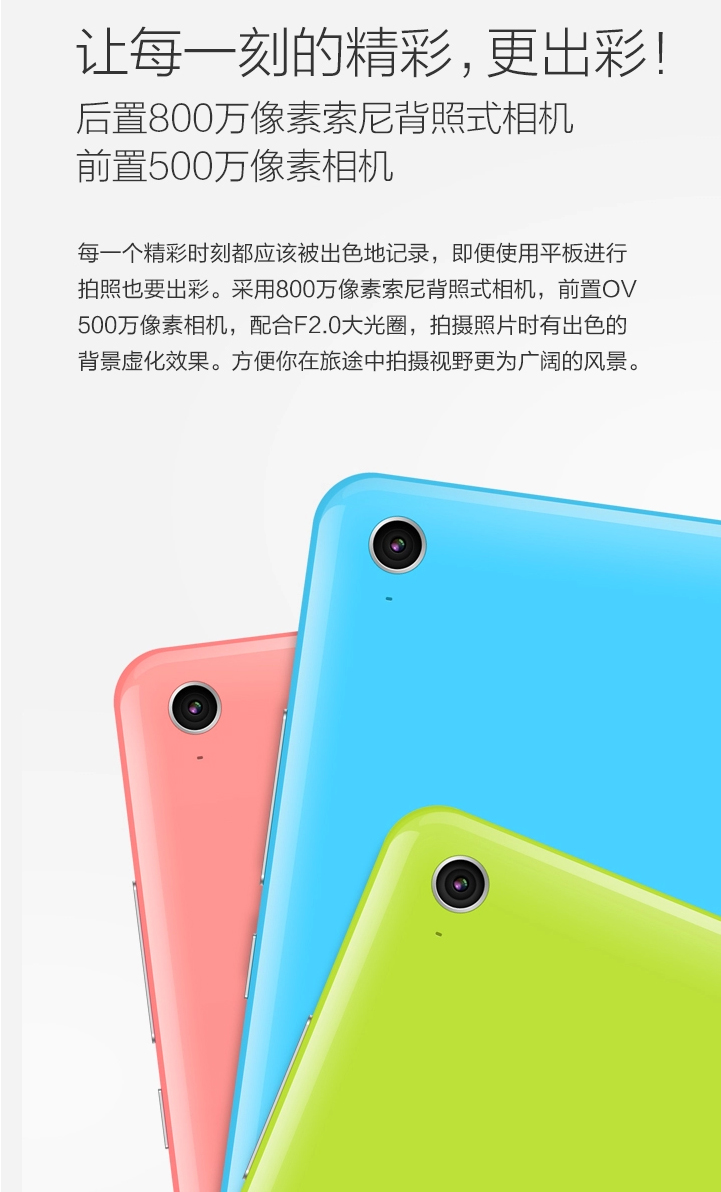 让每一刻的精彩，更出彩！
后置800万像素索尼背照式相机
前置500万像素相机
每一个精彩时刻都应该被出色地记录，即便使用平板进行
拍照也要出彩。采用800万像素索尼背照式相机，前置OV
500万像素相机，配合F2.0大光圈，拍摄照片时有出色的
背景虚化效果。方便你在旅途中拍摄视野更为广阔的风景。